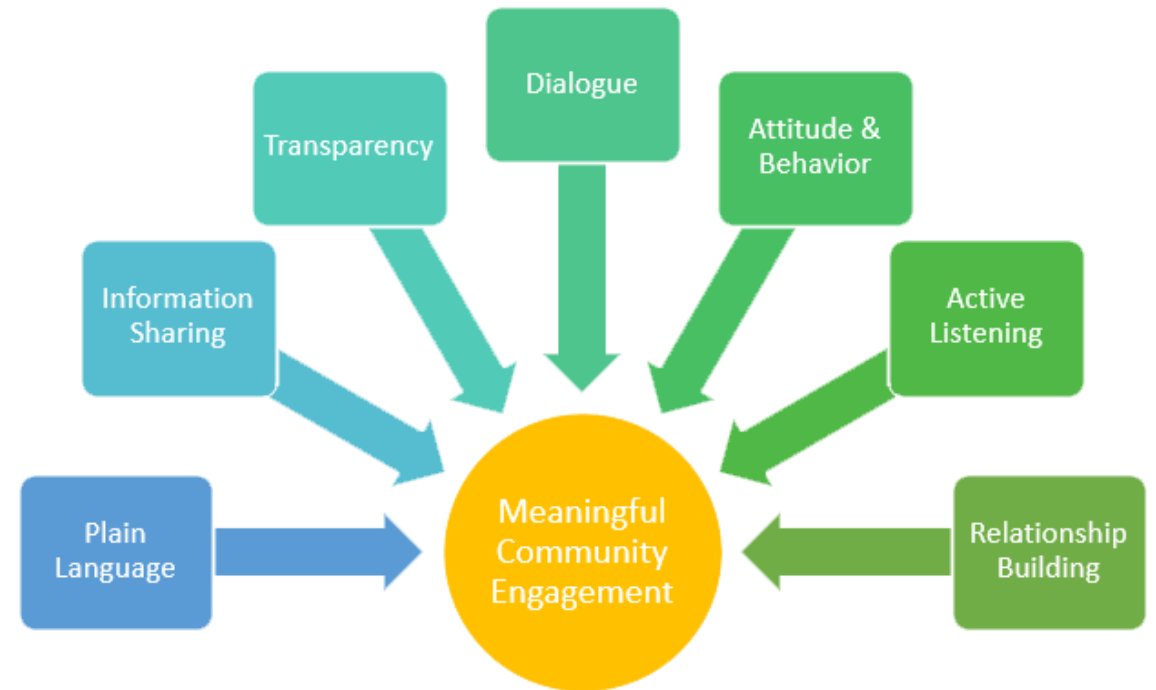 Plain
Language
Information
Sharing
Transparency
Dialogue
Attitude &
Behavior
Active
Listening
Relationship
Building
Meaningful
Community
Engagement